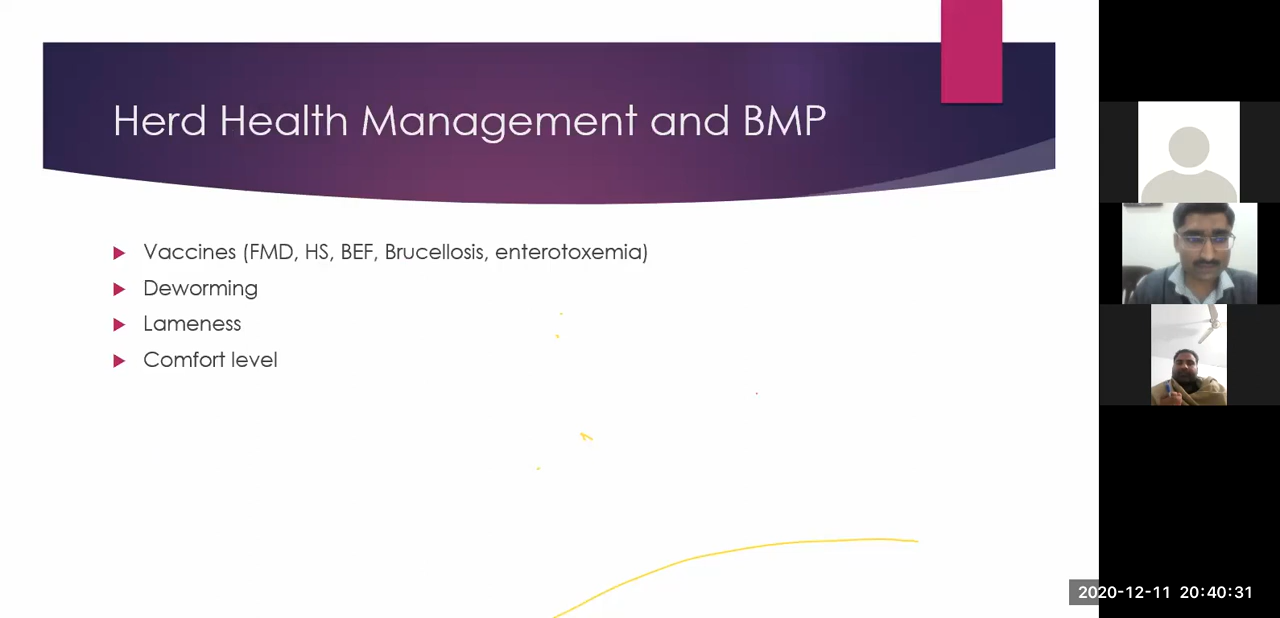 Herd Health Management and BMP
Vaccines (FMD, HS, BEF, Brucellosis, enterotoxemia)
Deworming
Lameness
Comfort level
2020-12-11 20:40:31